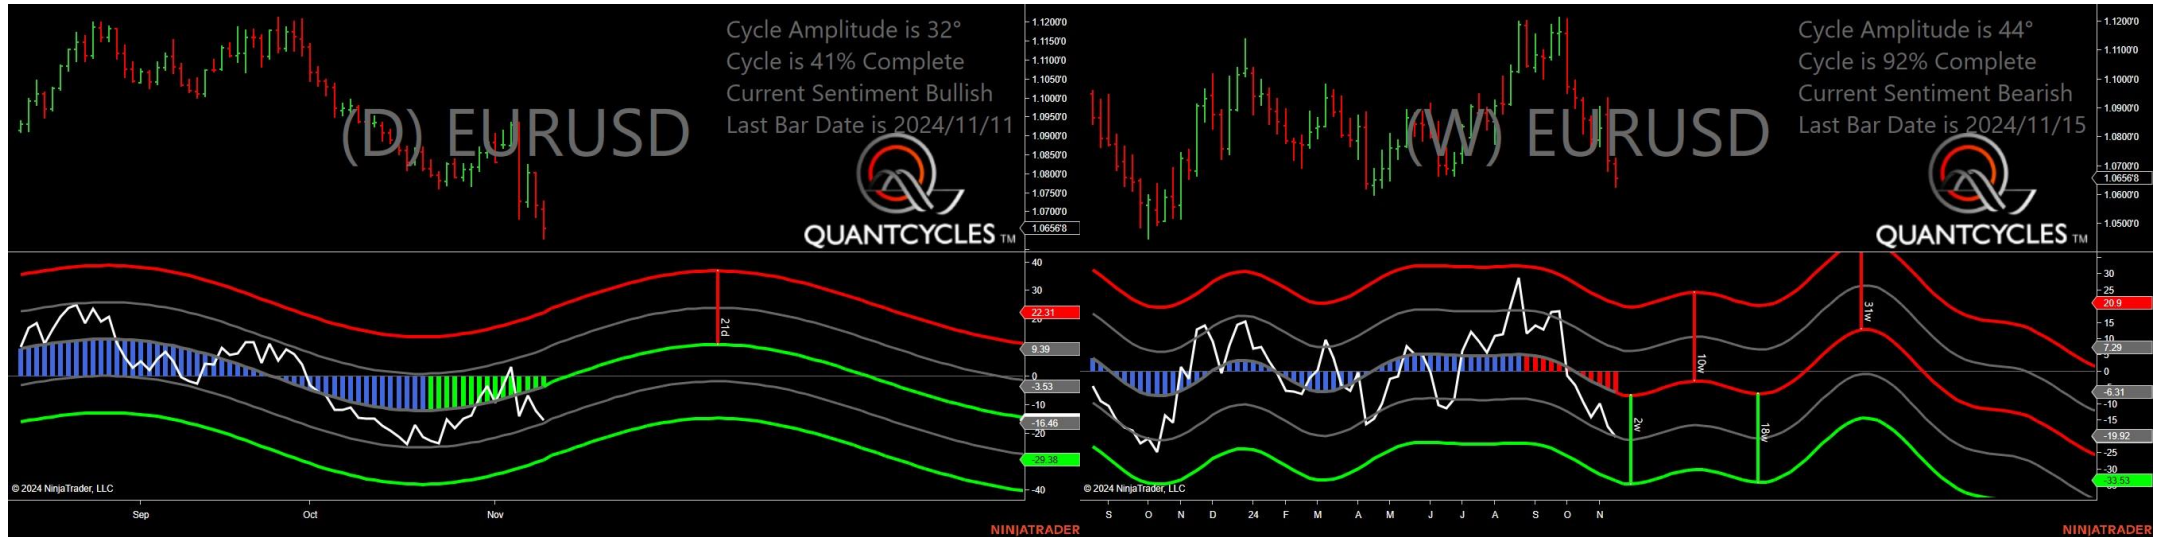 Cycle Amplitude is 32°
Cycle is 41% Complete
Current Sentiment Bullish
Last Bar Date is 2024/11/11
(D) EURUSD
QUANTCYCLES TM
1.1200'0
1.1150'0
1.1100'0
1.1050'0
1.1000'0
1.0950'0
1.0900'0
1.0850'0
1.0800'0
1.0750'0
1.0700'0
1.0656'8
40
30
22.31
20
9.39
0
-3.53
-10
-16.46
-20
-29.38
-40
21d
© 2024 NinjaTrader, LLC
Sep Oct Nov
NINJATRADER
Cycle Amplitude is 44°
Cycle is 92% Complete
Current Sentiment Bearish
Last Bar Date is 2024/11/15
(W) EURUSD
QUANTCYCLES TM
1.1200'0
1.1100'0
1.1000'0
1.0900'0
1.0800'0
1.0700'0
1.0656'8
1.0600'0
1.0500'0
30
25
20.9
15
10
7.29
0
-6.31
-10
-15
-19.92
-25
-30
-33.53
2w
10w
18w
31w
© 2024 NinjaTrader, LLC
S O N D 24 F M A M J J A S O N
NINJATRADER